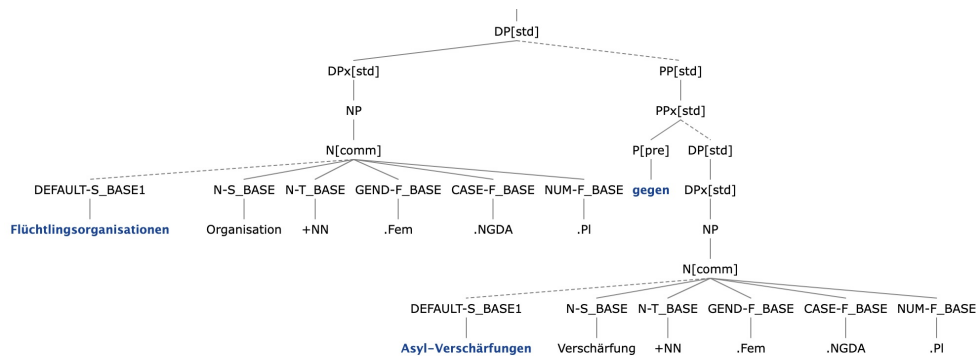 DP[std]
DPx[std] PP[std]
NP PPx[std]
N[comm] P[pre] DP[std]
DEFAULT-S_BASE1 N-S_BASE N-T_BASE GEND-F_BASE CASE-F_BASE NUM-F_BASE gegen DPx[std]
Flüchtlingsorganisationen Organisation +NN .Fem .NGDA .Pl NP
N[comm]
DEFAULT-S_BASE1 N-S_BASE N-T_BASE GEND-F_BASE CASE-F_BASE NUM-F_BASE
Asyl-Verschärfungen Verschärfung +NN .Fem .NGDA .Pl